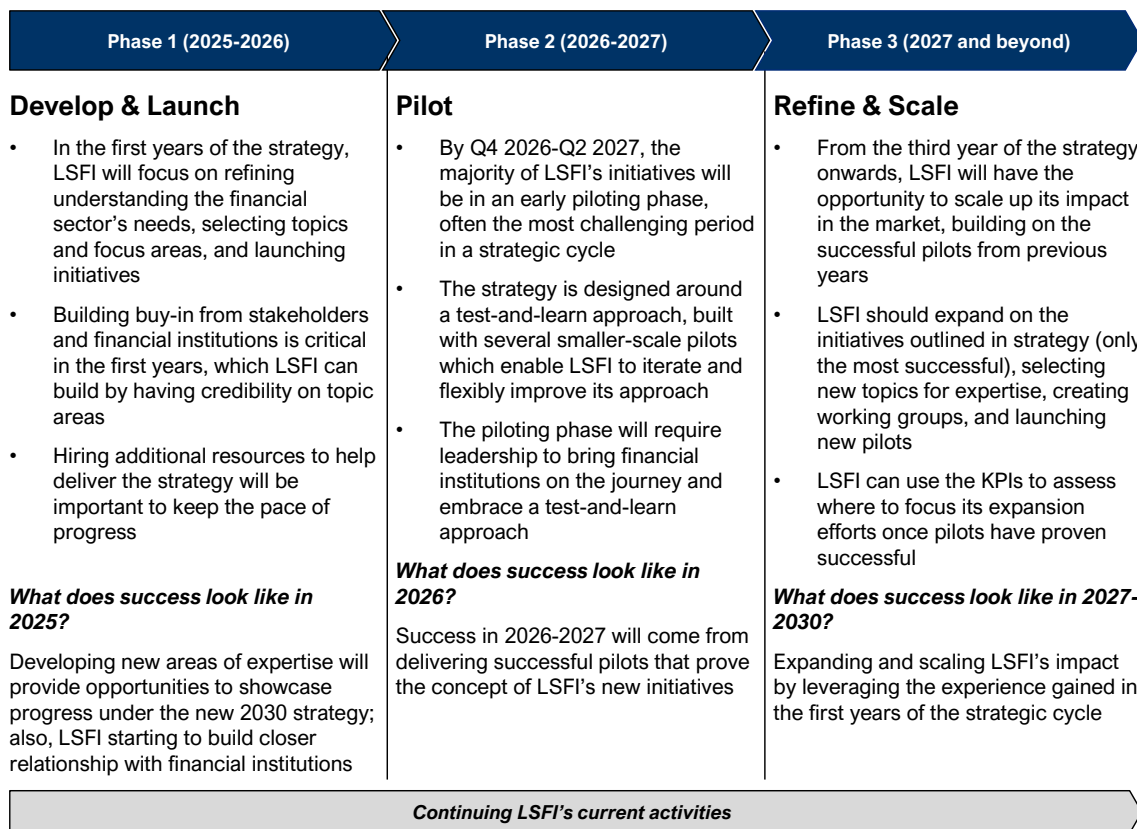 Phase 1 (2025-2026)
Phase 2 (2026-2027)
Phase 3 (2027 and beyond)
Develop & Launch
• In the first years of the strategy,
LSFI will focus on refining
understanding the financial
sector's needs, selecting topics
and focus areas, and launching
initiatives
• Building buy-in from stakeholders
and financial institutions is critical
in the first years, which LSFI can
build by having credibility on topic
areas
• Hiring additional resources to help
deliver the strategy will be
important to keep the pace of
progress
What does success look like in
2025?
Developing new areas of expertise will
provide opportunities to showcase
progress under the new 2030 strategy;
also, LSFI starting to build closer
relationship with financial institutions
Pilot
• By Q4 2026-Q2 2027, the
majority of LSFI's initiatives will
be in an early piloting phase,
often the most challenging period
in a strategic cycle
• The strategy is designed around
a test-and-learn approach, built
with several smaller-scale pilots
which enable LSFI to iterate and
flexibly improve its approach
• The piloting phase will require
leadership to bring financial
institutions on the journey and
embrace a test-and-learn
approach
What does success look like in
2026?
Success in 2026-2027 will come from
delivering successful pilots that prove
the concept of LSFI's new initiatives
Refine & Scale
• From the third year of the strategy
onwards, LSFI will have the
opportunity to scale up its impact
in the market, building on the
successful pilots from previous
years
• LSFI should expand on the
initiatives outlined in strategy (only
the most successful), selecting
new topics for expertise, creating
working groups, and launching
new pilots
• LSFI can use the KPIs to assess
where to focus its expansion
efforts once pilots have proven
successful
What does success look like in 2027-
2030?
Expanding and scaling LSFI's impact
by leveraging the experience gained in
the first years of the strategic cycle
Continuing LSFI's current activities